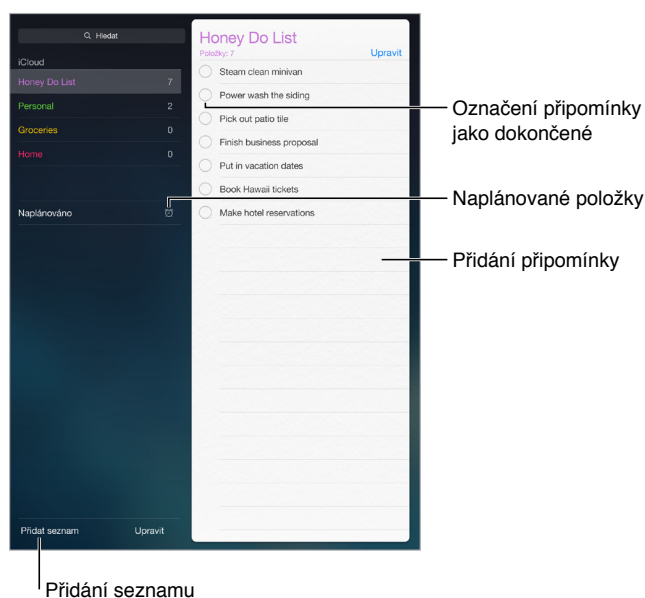 Hledat
iCloud
Honey Do List 7
Personal 2
Groceries 0
Home 0
Naplánováno
Přidat seznam Upravit
Honey Do List
Položky: 7 Upravit
Steam clean minivan
Power wash the siding
Pick out patio tile
Finish business proposal
Put in vacation dates
Book Hawaii tickets
Make hotel reservations
Označení připomínky
jako dokončené
Naplánované položky
Přidání připomínky
Přidání seznamu